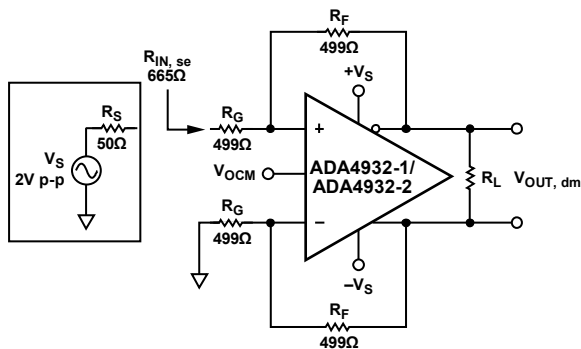 RF
499Ω
RIN, se
665Ω
+VS
RS
50Ω
VS
2V p-p
RG
499Ω
+
VOCM
ADA4932-1/
ADA4932-2
RL
VOUT, dm
RG
499Ω
−
−VS
RF
499Ω